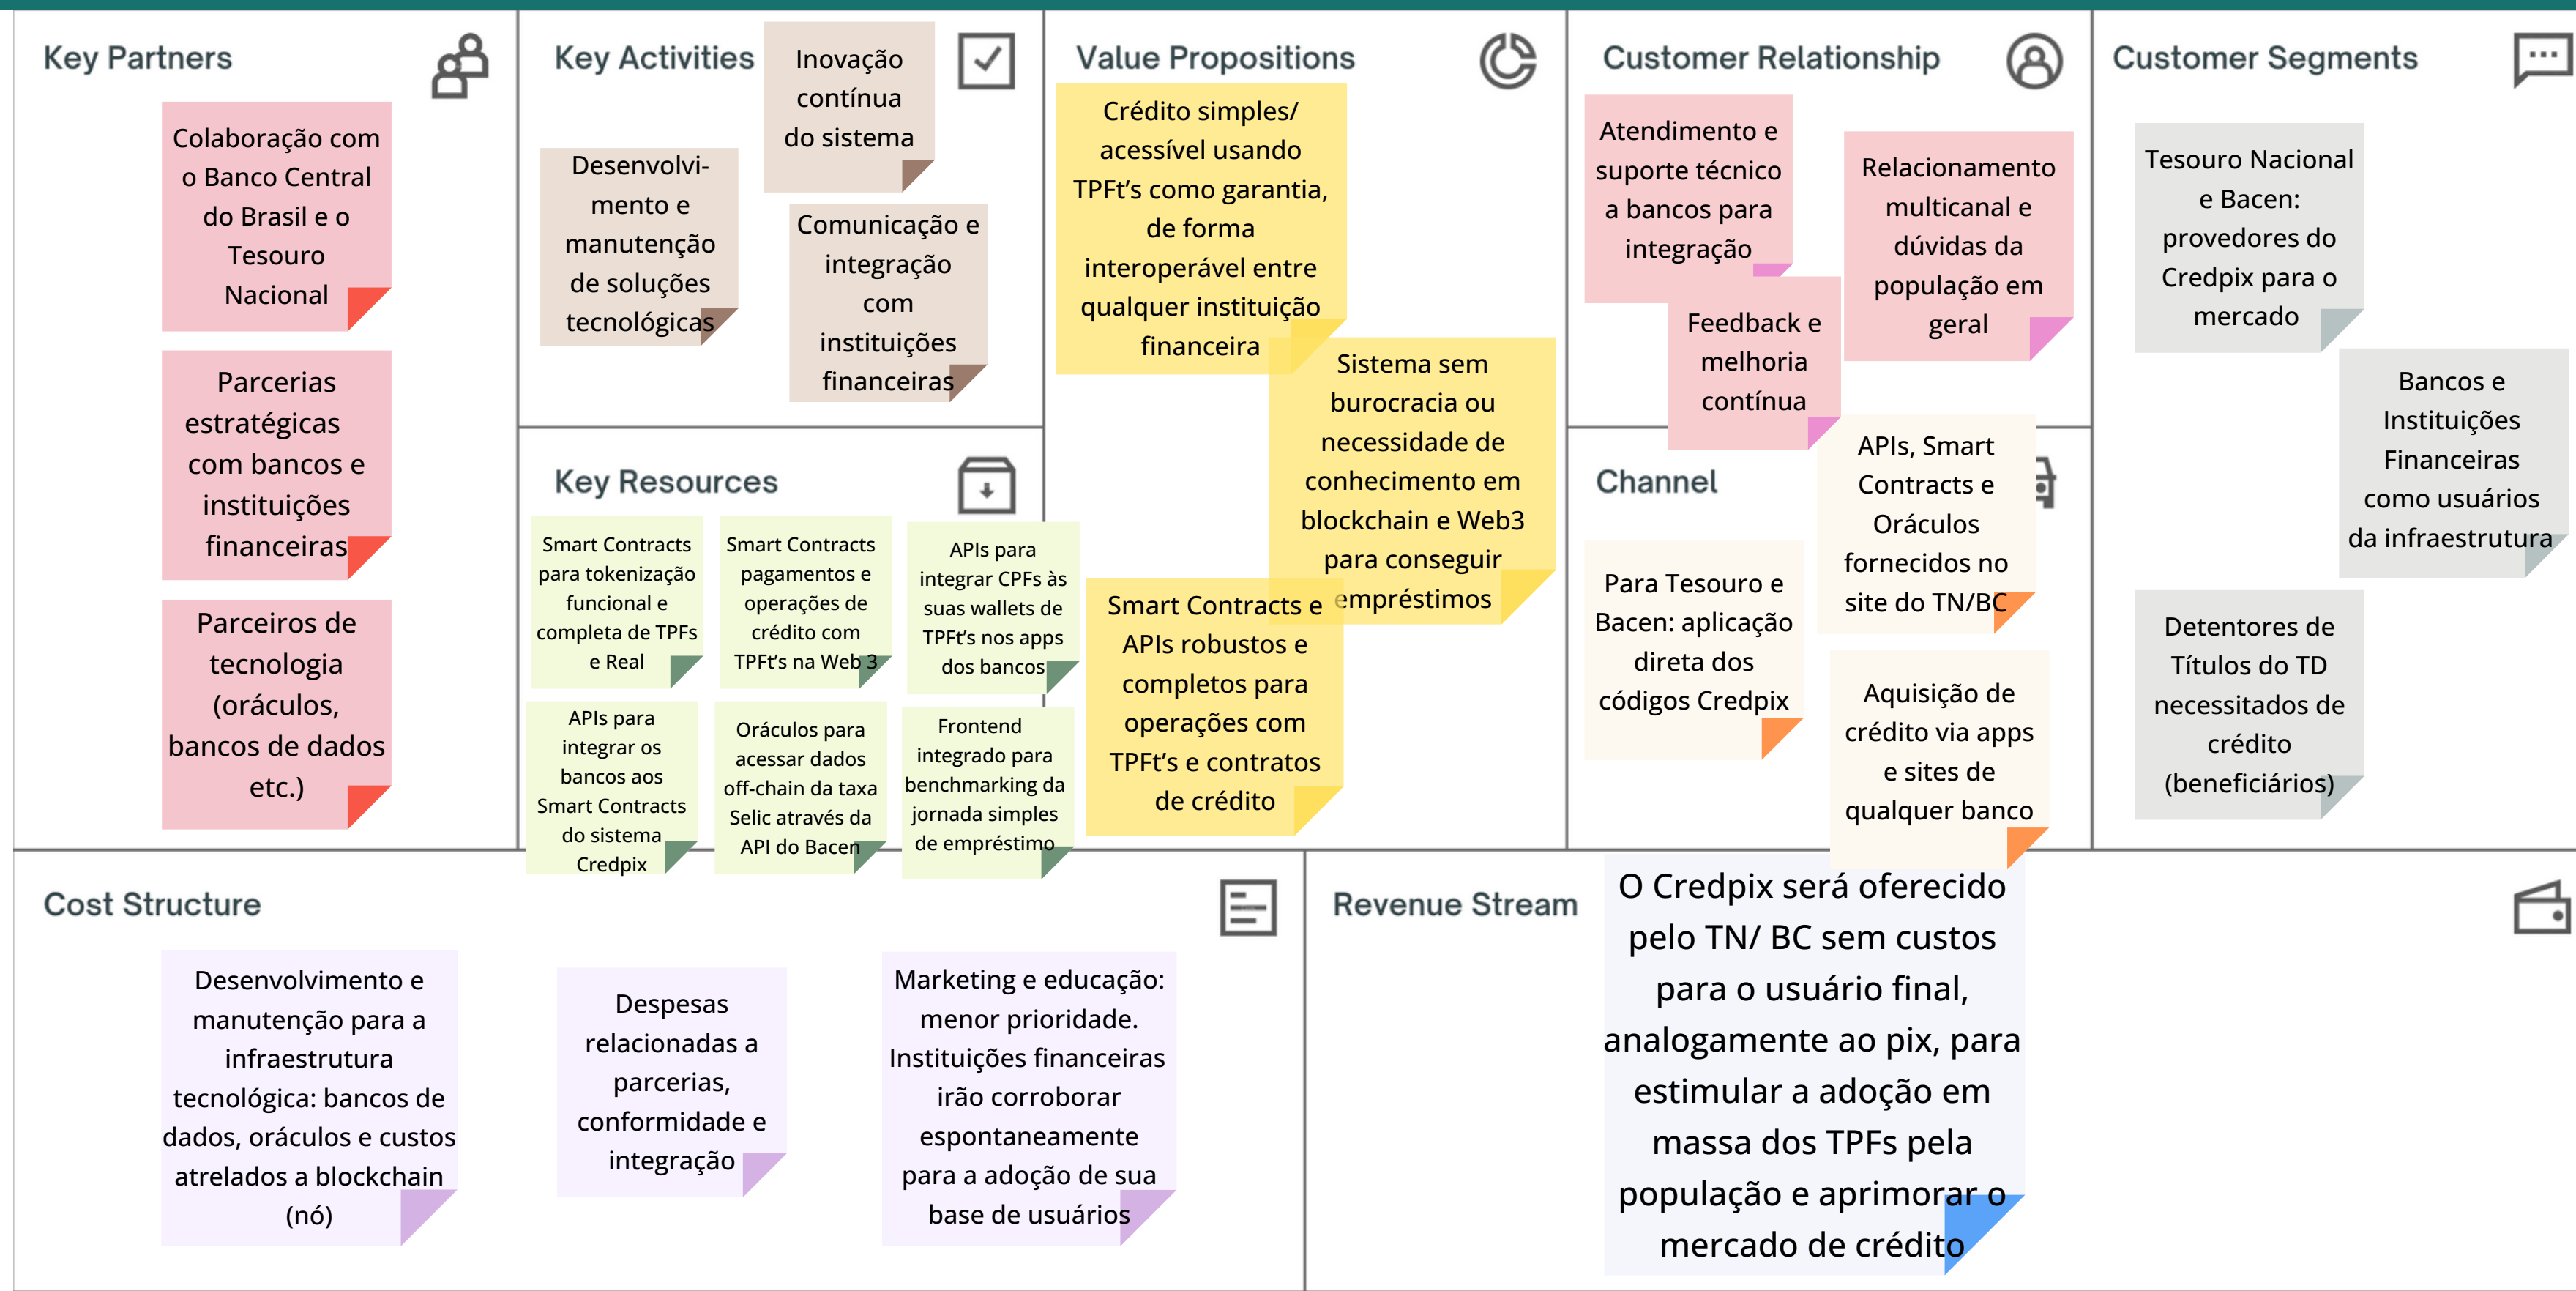 Key Partners
Colaboração com
o Banco Central
do Brasil e o
Tesouro
Nacional
Parcerias
estratégicas
com bancos e
instituições
financeiras
Parceiros de
tecnologia
(oráculos,
bancos de dados
etc.)
Key Activities
Inovação
contínua
do sistema
Desenvolvi-
mento e
manutenção
de soluções
tecnológicas
Comunicação e
integração
com
instituições
financeiras
Key Resources
Smart Contracts
para tokenização
funcional e
completa de TPFs
e Real
Smart Contracts
pagamentos e
operações de
crédito com
TPFt’s na Web 3
APIs para
integrar CPFs às
suas wallets de
TPFt’s nos apps
dos bancos
APIs para
integrar os
bancos aos
Smart Contracts
do sistema
Credpix
Oráculos para
acessar dados
off-chain da taxa
Selic através da
API do Bacen
Frontend
integrado para
benchmarking da
jornada simples
de empréstimo
Value Propositions
Crédito simples/
acessível usando
TPFt’s como garantia,
de forma
interoperável entre
qualquer instituição
financeira
Sistema sem
burocracia ou
necessidade de
conhecimento em
blockchain e Web3
para conseguir
empréstimos
Smart Contracts e
APIs robustos e
completos para
operações com
TPFt’s e contratos
de crédito
Customer Relationship
Atendimento e
suporte técnico
a bancos para
integração
Relacionamento
multicanal e
dúvidas da
população em
geral
Feedback e
melhoria
contínua
Channel
APIs, Smart
Contracts e
Oráculos
fornecidos no
site do TN/BC
Para Tesouro e
Bacen: aplicação
direta dos
códigos Credpix
Aquisição de
crédito via apps
e sites de
qualquer banco
Customer Segments
Tesouro Nacional
e Bacen:
provedores do
Credpix para o
mercado
Bancos e
Instituições
Financeiras
como usuários
da infraestrutura
Detentores de
Títulos do TD
necessitados de
crédito
(beneficiários)
Cost Structure
Desenvolvimento e
manutenção para a
infraestrutura
tecnológica: bancos de
dados, oráculos e custos
atrelados a blockchain
(nó)
Despesas
relacionadas a
parcerias,
conformidade e
integração
Marketing e educação:
menor prioridade.
Instituições financeiras
irão corroborar
espontaneamente
para a adoção de sua
base de usuários
Revenue Stream
O Credpix será oferecido
pelo TN/ BC sem custos
para o usuário final,
analogamente ao pix, para
estimular a adoção em
massa dos TPFs pela
população e aprimorar o
mercado de crédito